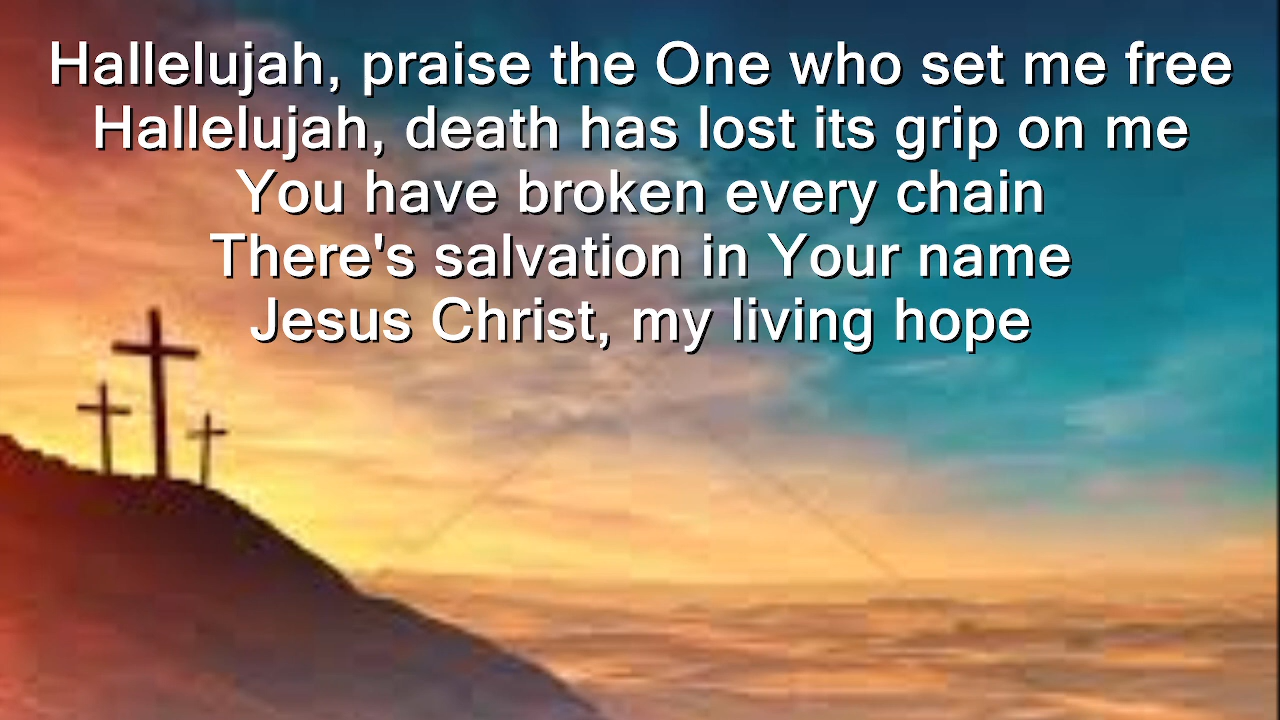 Hallelujah, praise the One who set me free
Hallelujah, death has lost its grip on me
You have broken every chain
There's salvation in Your name
Jesus Christ, my living hope